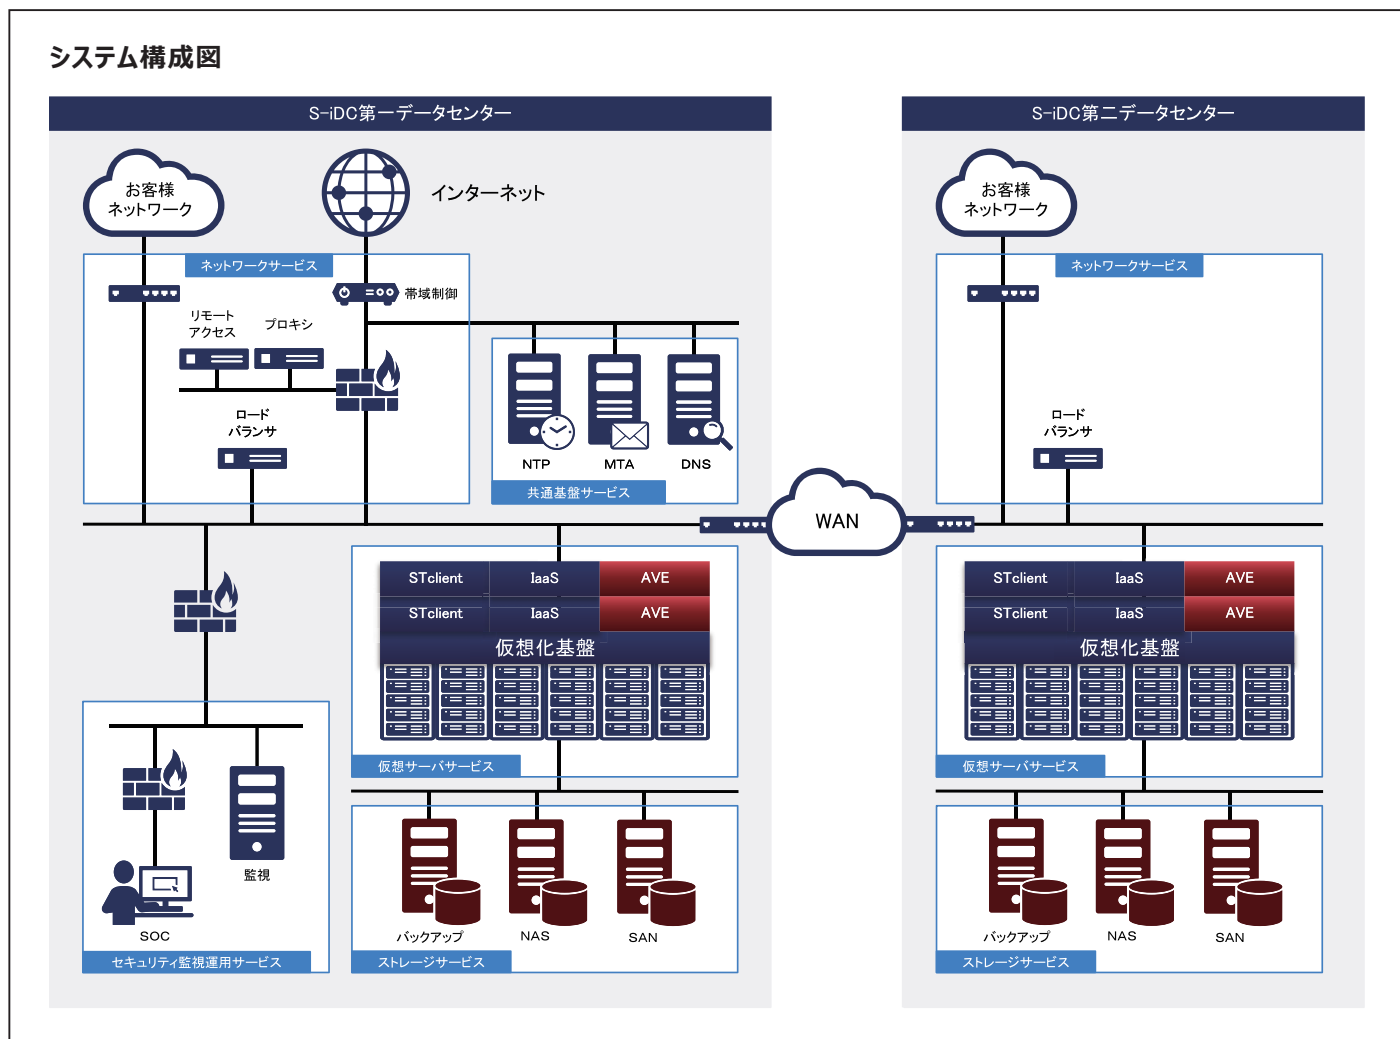 システム構成図
S-iDC第一データセンター
お客様
ネットワーク
インターネット
ネットワークサービス
帯域制御
リモート
アクセス
プロキシ
ロード
バランサ
NTP
MTA
DNS
共通基盤サービス
STclient
IaaS
AVE
STclient
IaaS
AVE
仮想化基盤
仮想サーバサービス
監視
SOC
セキュリティ監視運用サービス
バックアップ
NAS
SAN
ストレージサービス
WAN
S-iDC第二データセンター
お客様
ネットワーク
ネットワークサービス
ロード
バランサ
STclient
IaaS
AVE
STclient
IaaS
AVE
仮想化基盤
仮想サーバサービス
バックアップ
NAS
SAN
ストレージサービス